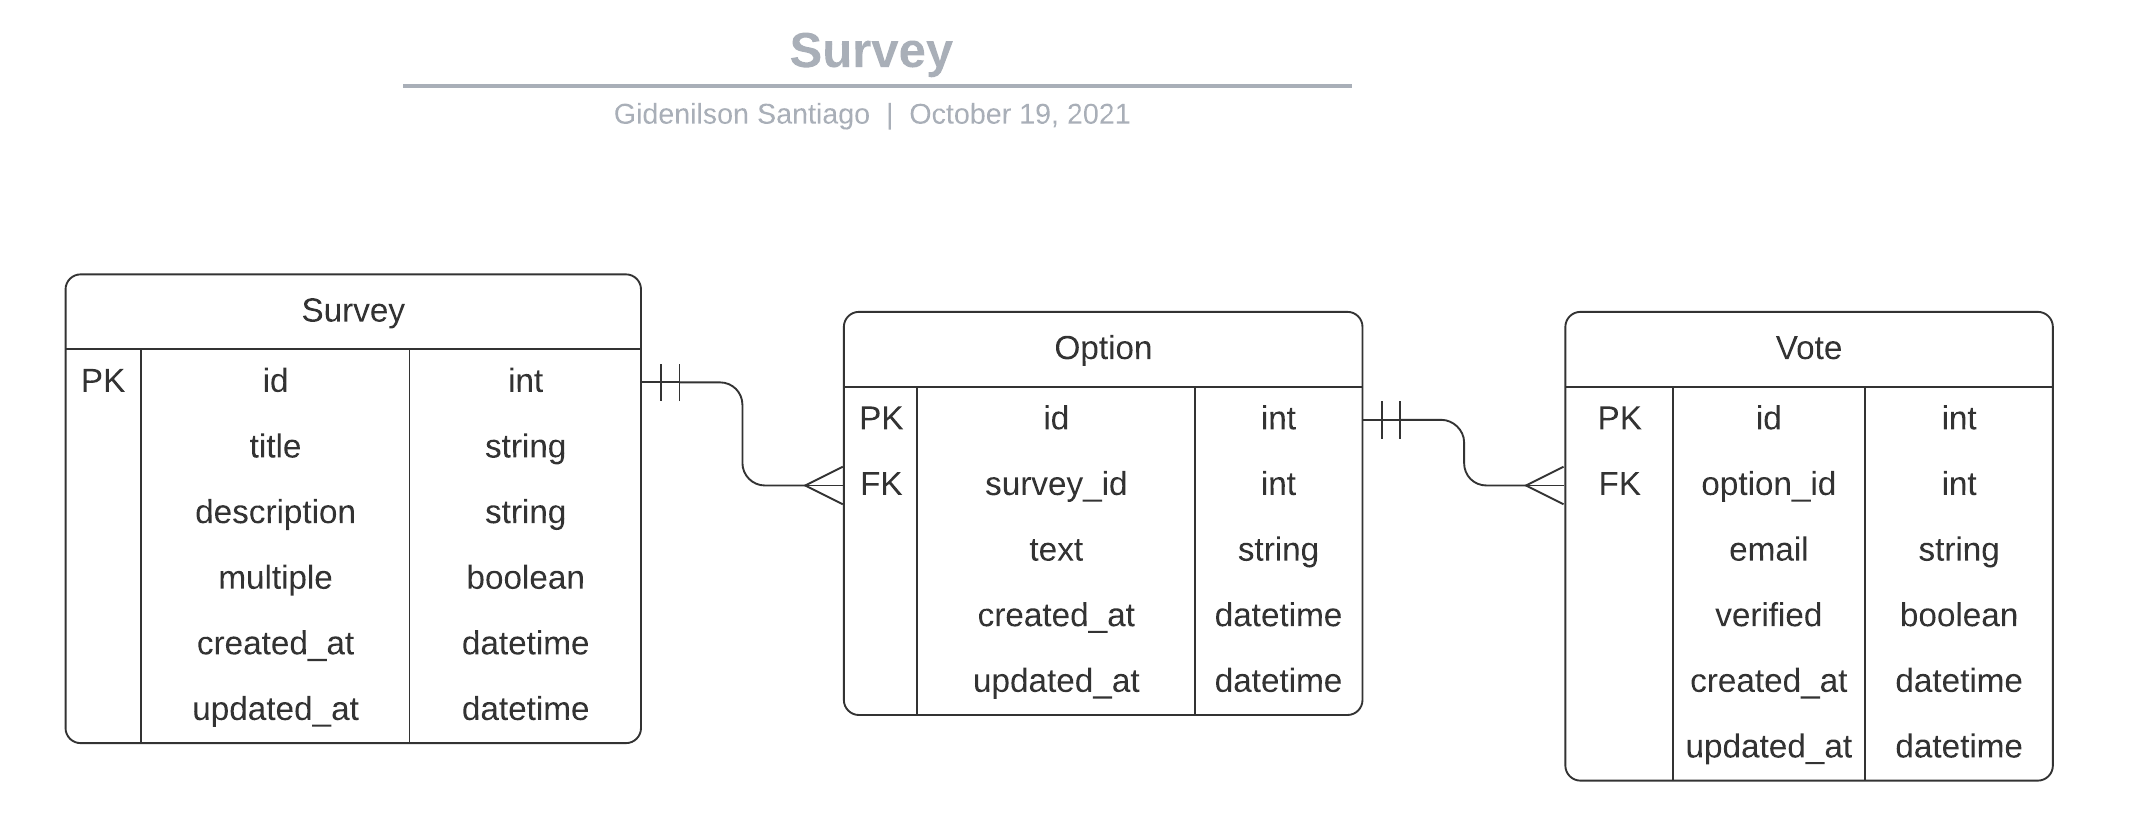 Survey
Gidenilson Santiago | October 19, 2021
Survey
PK id int
title string
description string
multiple boolean
created_at datetime
updated_at datetime
Option
PK id int
FK survey_id int
text string
created_at datetime
updated_at datetime
Vote
PK id int
FK option_id int
email string
verified boolean
created_at datetime
updated_at datetime